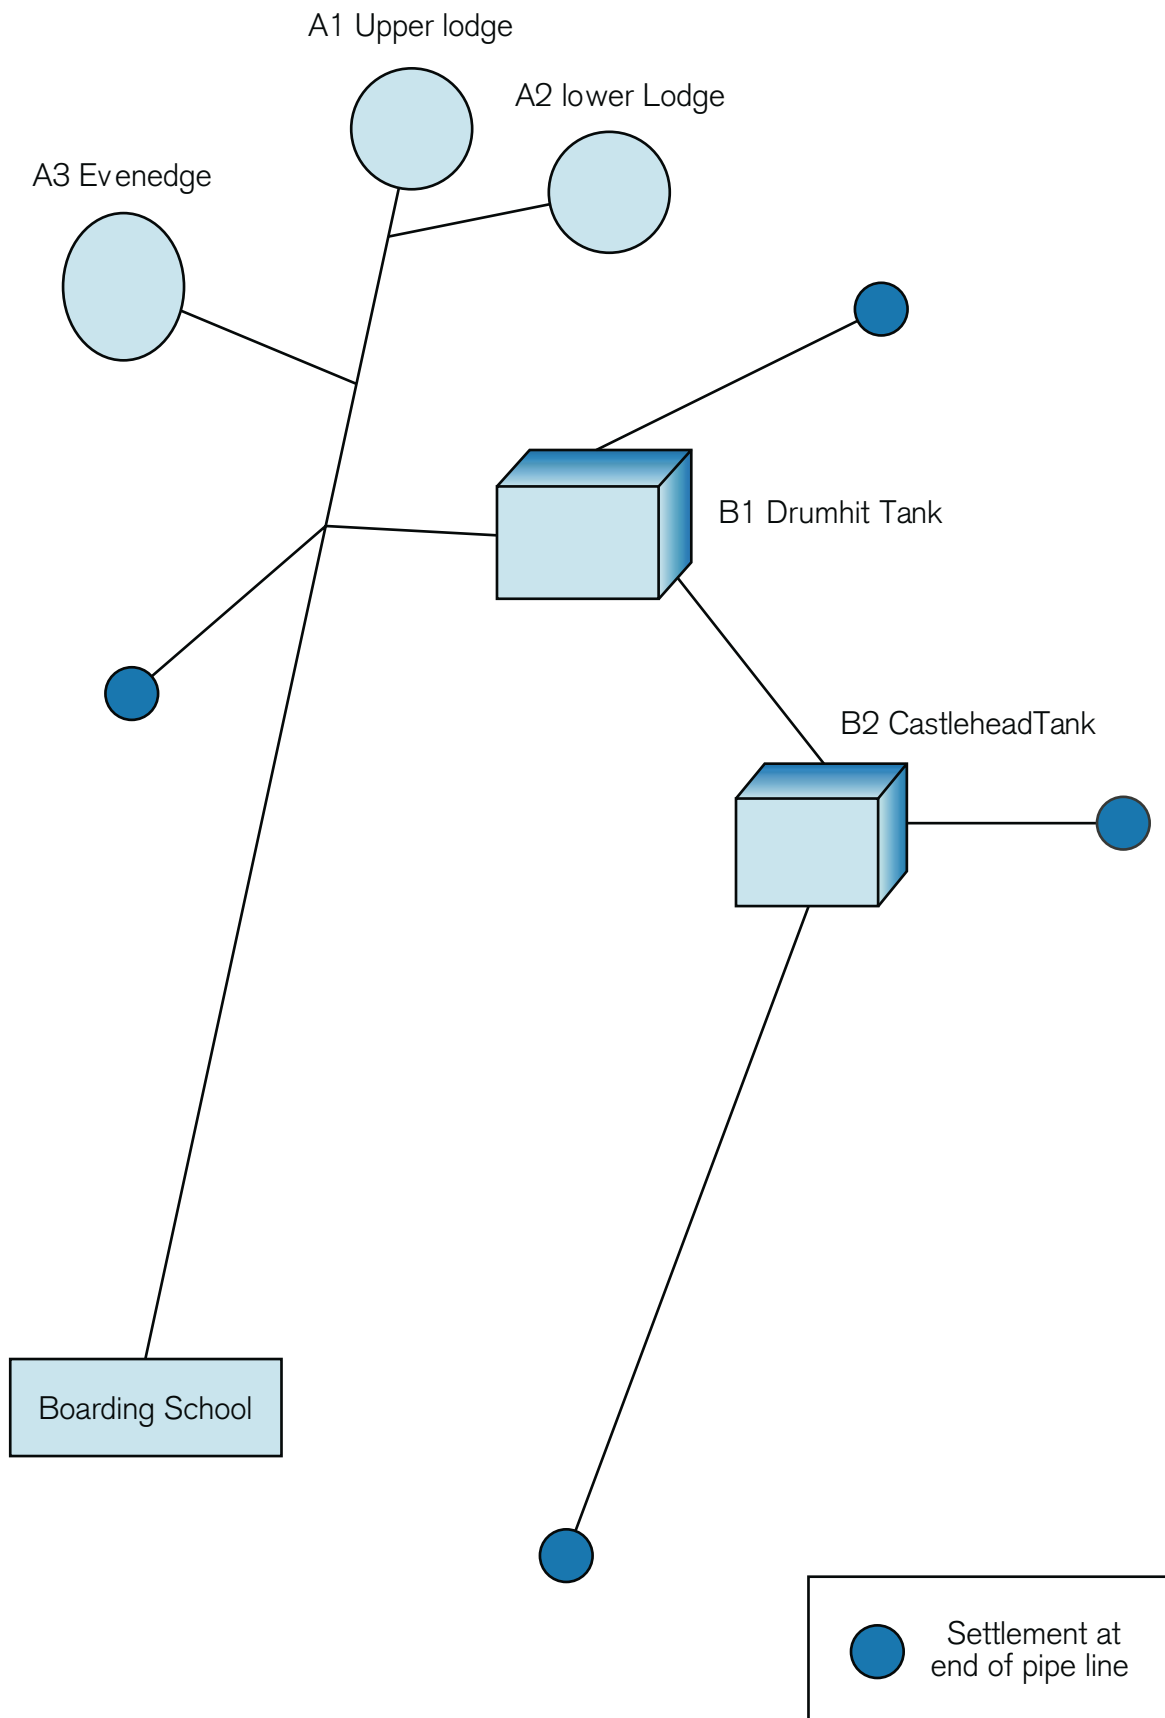 A1 Upper lodge
A2 lower Lodge
A3 Evenedge
B1 Drumhit Tank
B2 CastleheadTank
Boarding School
Settlement at
end of pipe line